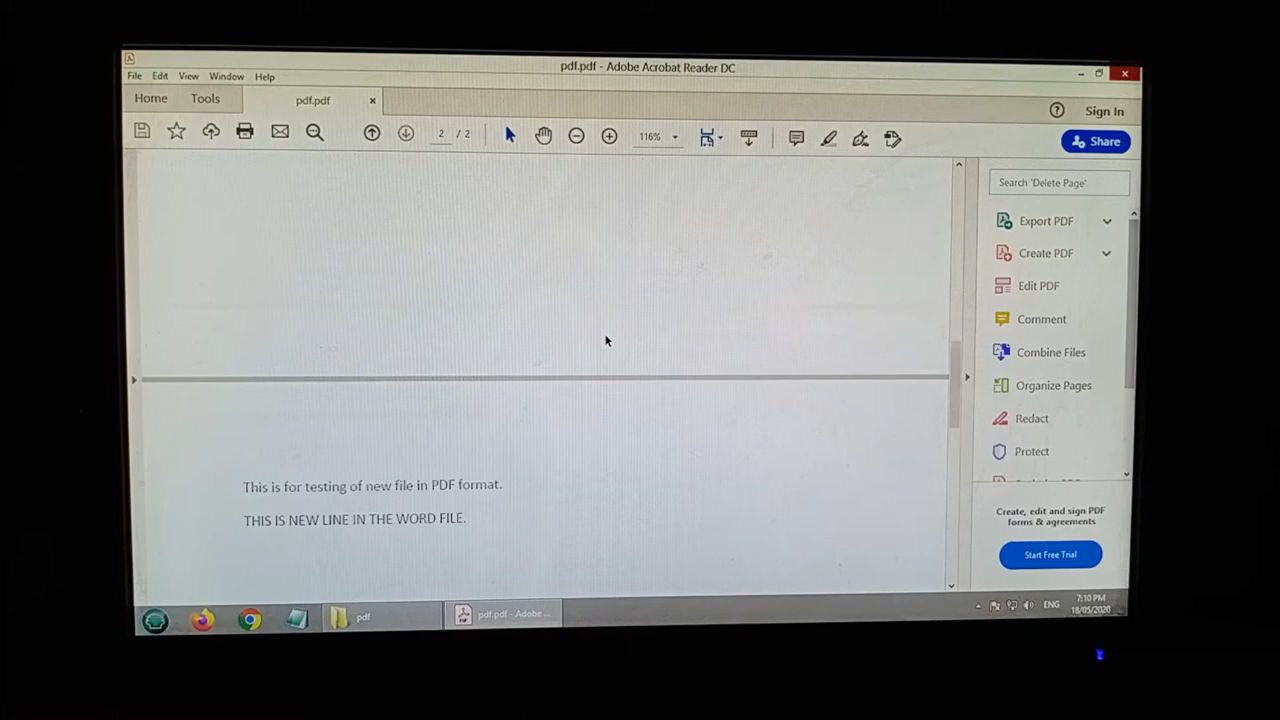 pdf.pdf - Adobe Acrobat Reader DC
File Edit View Window Help
Home Tools pdf.pdf Sign In
2 / 2 116% Share
Search 'Delete Page'
Export PDF
Create PDF
Edit PDF
Comment
Combine Files
Organize Pages
Redact
Protect
This is for testing of new file in PDF format.
THIS IS NEW LINE IN THE WORD FILE.
Create, edit and sign PDF
forms & agreements
Start Free Trial
pdf pdf.pdf - Adobe ... ENG 7:10 PM
18/05/2020